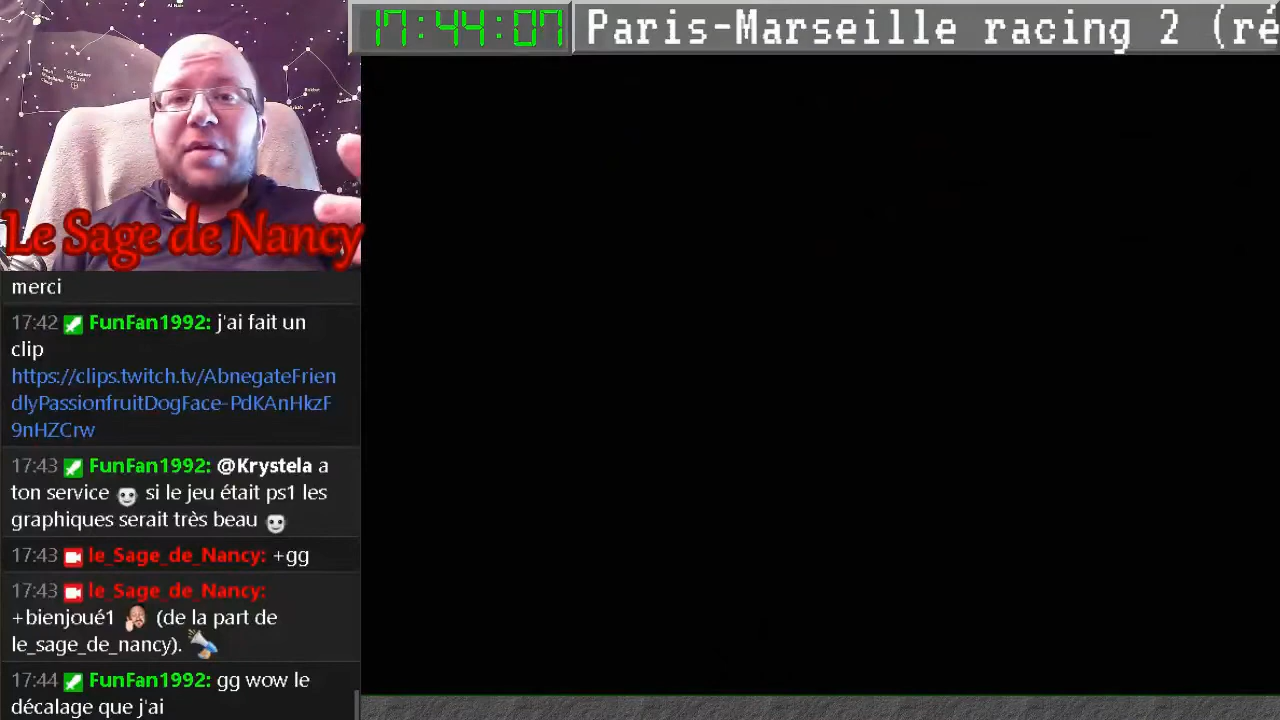 17:44:07
Paris-Marseille racing 2 (ré
Le Sage de Nancy
merci
17:42 FunFan1992: j'ai fait un
clip
https://clips.twitch.tv/AbnegateFrien
dlyPassionfruitDogFace-PdKAnHkzF
9nHZCrw
17:43 FunFan1992: @Krystela a
ton service si le jeu était ps1 les
graphiques serait très beau
17:43 le_Sage_de_Nancy: +gg
17:43 le_Sage_de_Nancy:
+bienjoué1 (de la part de
le_sage_de_nancy).
17:44 FunFan1992: gg wow le
décalage que j'ai